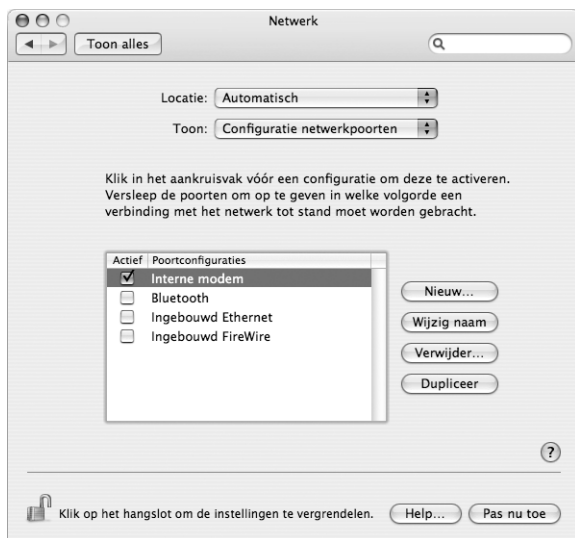 Netwerk
Toon alles
Locatie: Automatisch
Toon: Configuratie netwerkpoorten
Klik in het aankruisvak vóór een configuratie om deze te activeren.
Versleep de poorten om op te geven in welke volgorde een
verbinding met het netwerk tot stand moet worden gebracht.
Actief Poortconfiguraties
Interne modem
Bluetooth
Ingebouwd Ethernet
Ingebouwd FireWire
Nieuw...
Wijzig naam
Verwijder...
Dupliceer
?
Klik op het hangslot om de instellingen te vergrendelen. Help... Pas nu toe